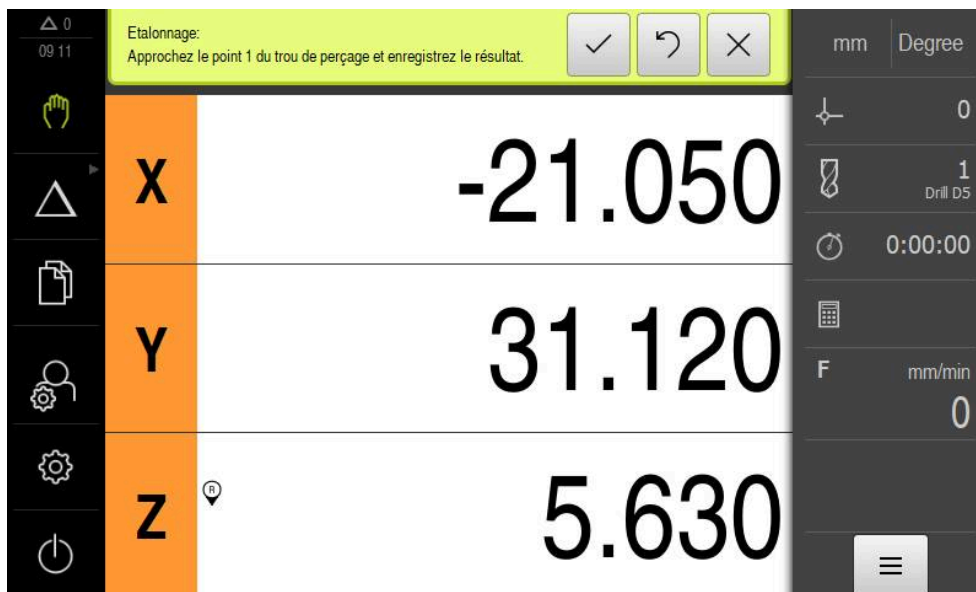 0
09 11
Etalonnage:
Approchez le point 1 du trou de perçage et enregistrez le résultat.
mm Degree
0
1
Drill D5
0:00:00
F mm/min
0
X -21.050
Y 31.120
Z R 5.630